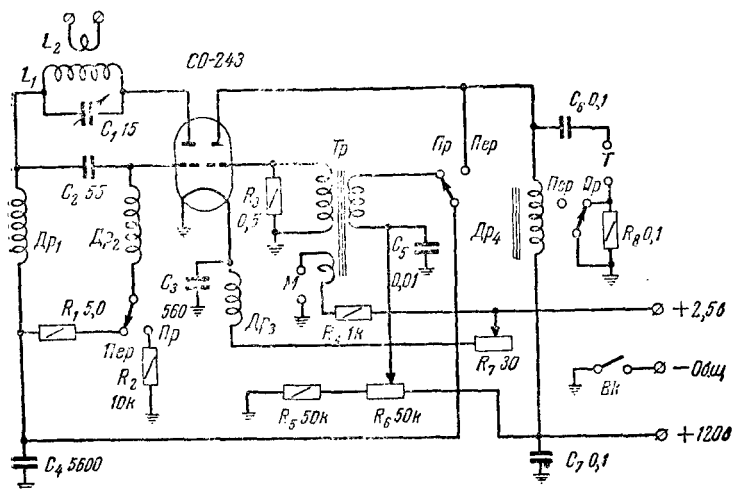 L₂
СО-243
L₁
C₁ 15
C₆ 0,1
Т
Тр
Пр
Пер
C₂ 55
R₃ 0,5
Пер
Пр
R₈ 0,1
Др₁
Др₂
Др₄
C₅ 0,01
C₃ 560
М
R₁ 5,0
Др₃
R₄ 1к
+2,5в
Пер
Пр
R₇ 30
R₂ 10к
Вк
-Общ
R₅ 50к
R₆ 50к
+120в
C₄ 5600
C₇ 0,1